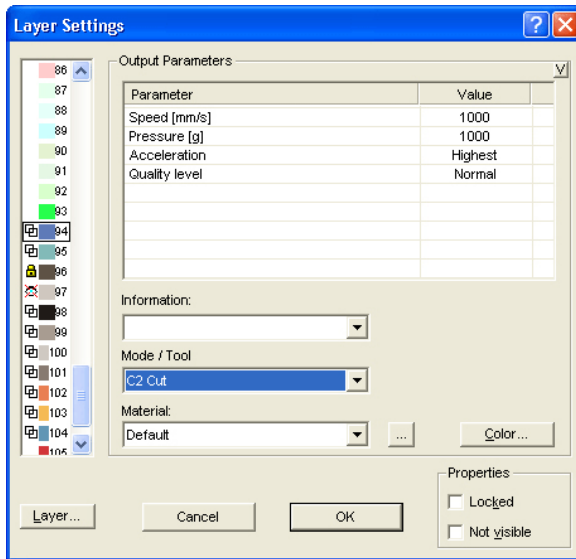 Layer Settings
Output Parameters
V
Parameter Value
Speed [mm/s] 1000
Pressure [g] 1000
Acceleration Highest
Quality level Normal
86
87
88
89
90
91
92
93
94
95
96
97
98
99
100
101
102
103
104
105
Information:
Mode / Tool
C2 Cut
Material:
Default
...
Color...
Properties
Locked
Not visible
Layer...
Cancel
OK